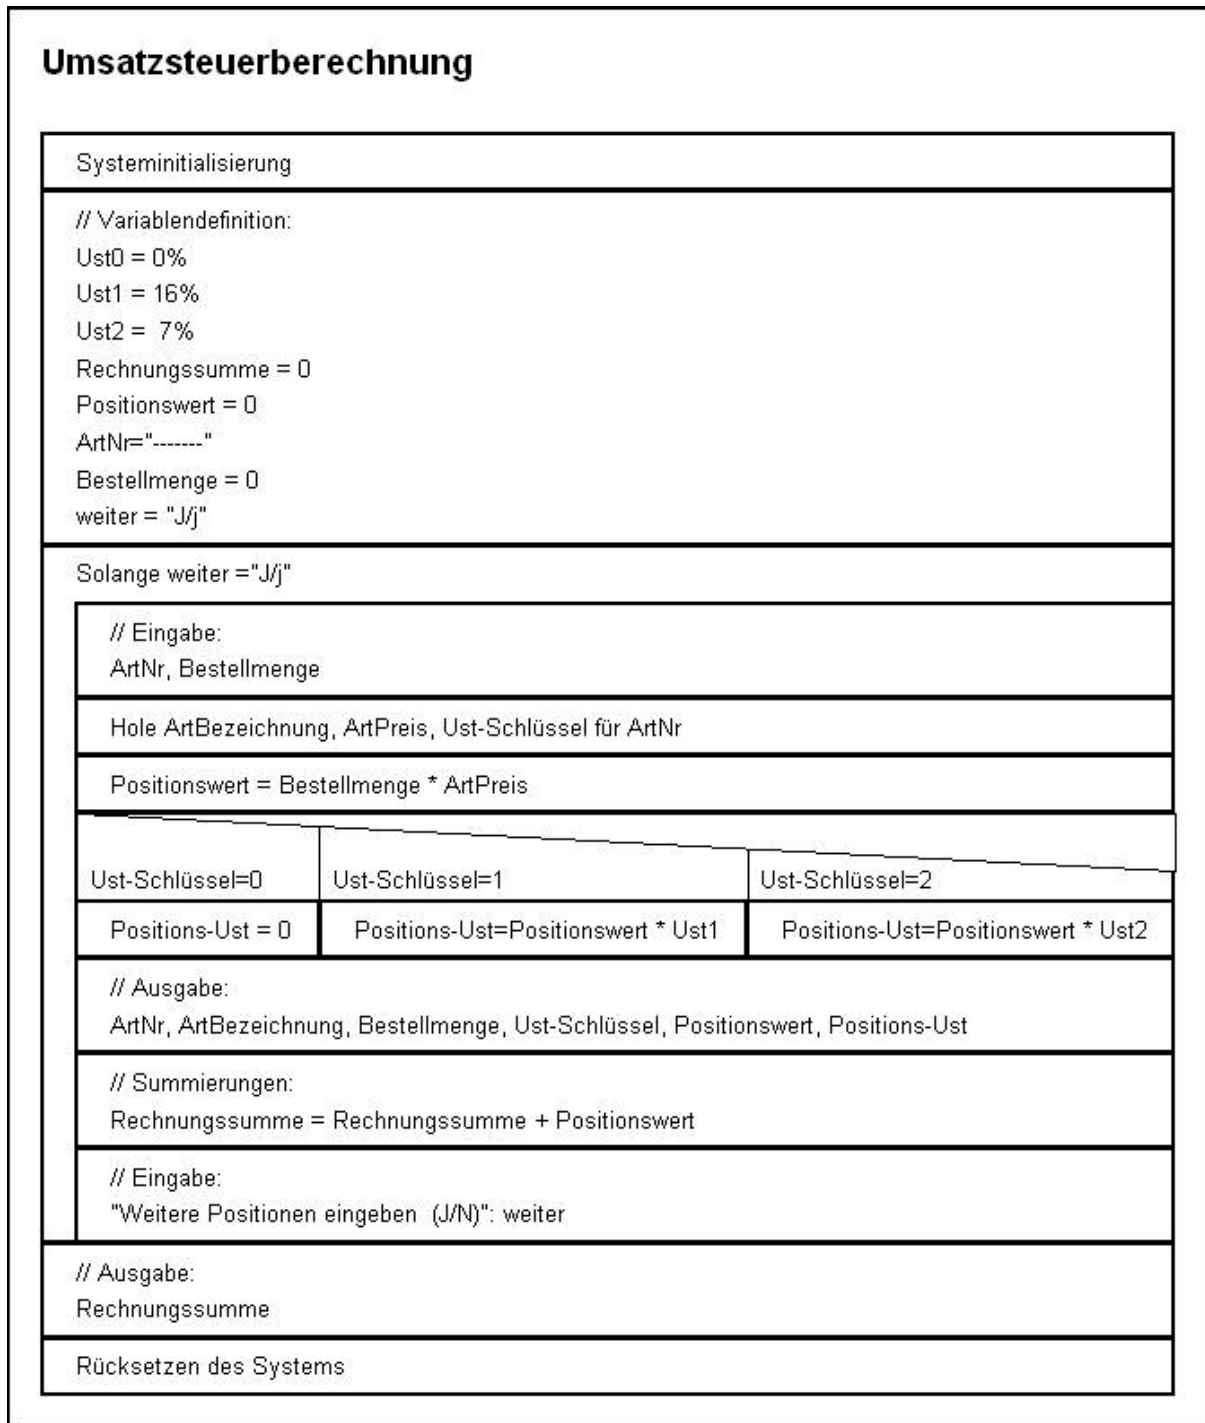 Umsatzsteuerberechnung
Systeminitialisierung
// Variablendefinition:
Ust0 = 0%
Ust1 = 16%
Ust2 =  7%
Rechnungssumme = 0
Positionswert = 0
ArtNr="-------"
Bestellmenge = 0
weiter = "J/j"
Solange weiter ="J/j"
// Eingabe:
ArtNr, Bestellmenge
Hole ArtBezeichnung, ArtPreis, Ust-Schlüssel für ArtNr
Positionswert = Bestellmenge * ArtPreis
Ust-Schlüssel=0 Ust-Schlüssel=1 Ust-Schlüssel=2
Positions-Ust = 0 Positions-Ust=Positionswert * Ust1 Positions-Ust=Positionswert * Ust2
// Ausgabe:
ArtNr, ArtBezeichnung, Bestellmenge, Ust-Schlüssel, Positionswert, Positions-Ust
// Summierungen:
Rechnungssumme = Rechnungssumme + Positionswert
// Eingabe:
"Weitere Positionen eingeben  (J/N)": weiter
// Ausgabe:
Rechnungssumme
Rücksetzen des Systems